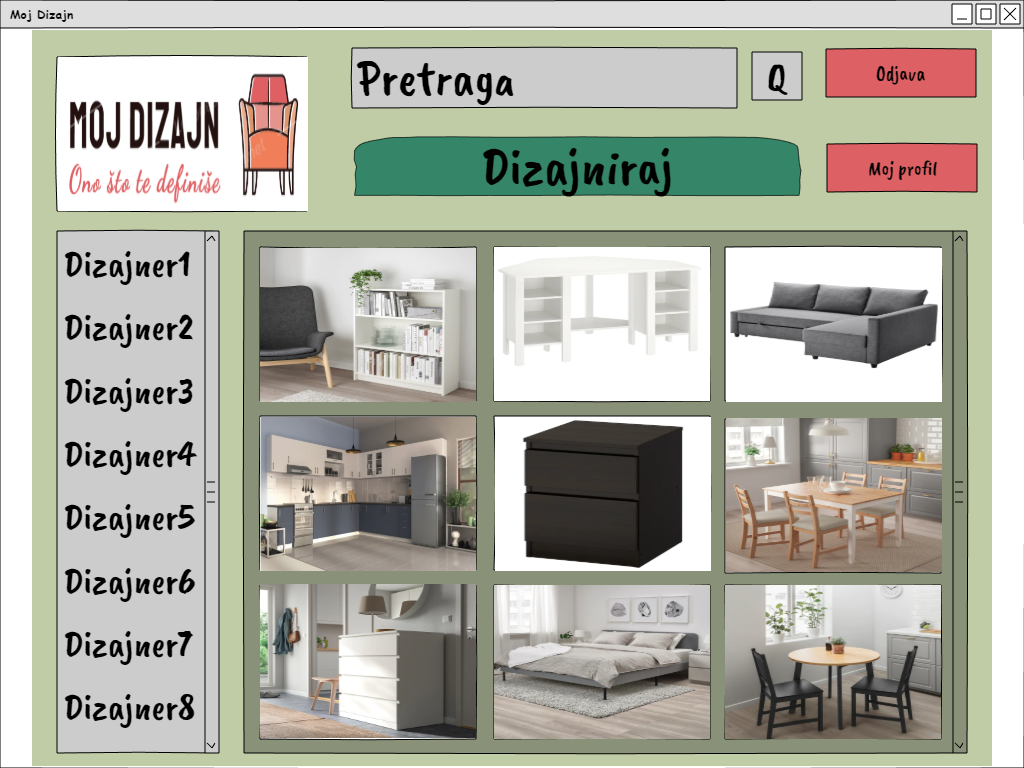 Moj Dizajn
MOJ DIZAJN
Ono što te definiše
Pretraga
Q
Odjava
Dizajniraj
Moj profil
Dizajner1
Dizajner2
Dizajner3
Dizajner4
Dizajner5
Dizajner6
Dizajner7
Dizajner8